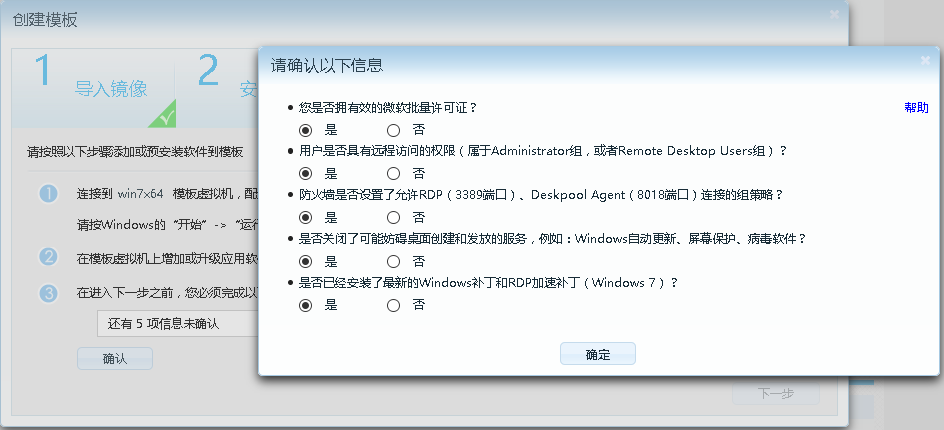 创建模板
1 导入镜像
2 安
请按照以下步骤添加或预安装软件到模板
1 连接到 win7x64 模板虚拟机，配
请按Windows的“开始”->“运行
2 在模板虚拟机上增加或升级应用软
3 在进入下一步之前，您必须完成以
还有 5 项信息未确认
确认
下一步
请确认以下信息
帮助
您是否拥有效的微软批量许可证？
是 否
用户是否具有远程访问的权限（属于Administrator组，或者Remote Desktop Users组）？
是 否
防火墙是否设置了允许RDP（3389端口）、Deskpool Agent（8018端口）连接的组策略？
是 否
是否关闭了可能妨碍桌面创建和发放的服务，例如：Windows自动更新、屏幕保护、病毒软件？
是 否
是否已经安装了最新的Windows补丁和RDP加速补丁（Windows 7）？
是 否
确定